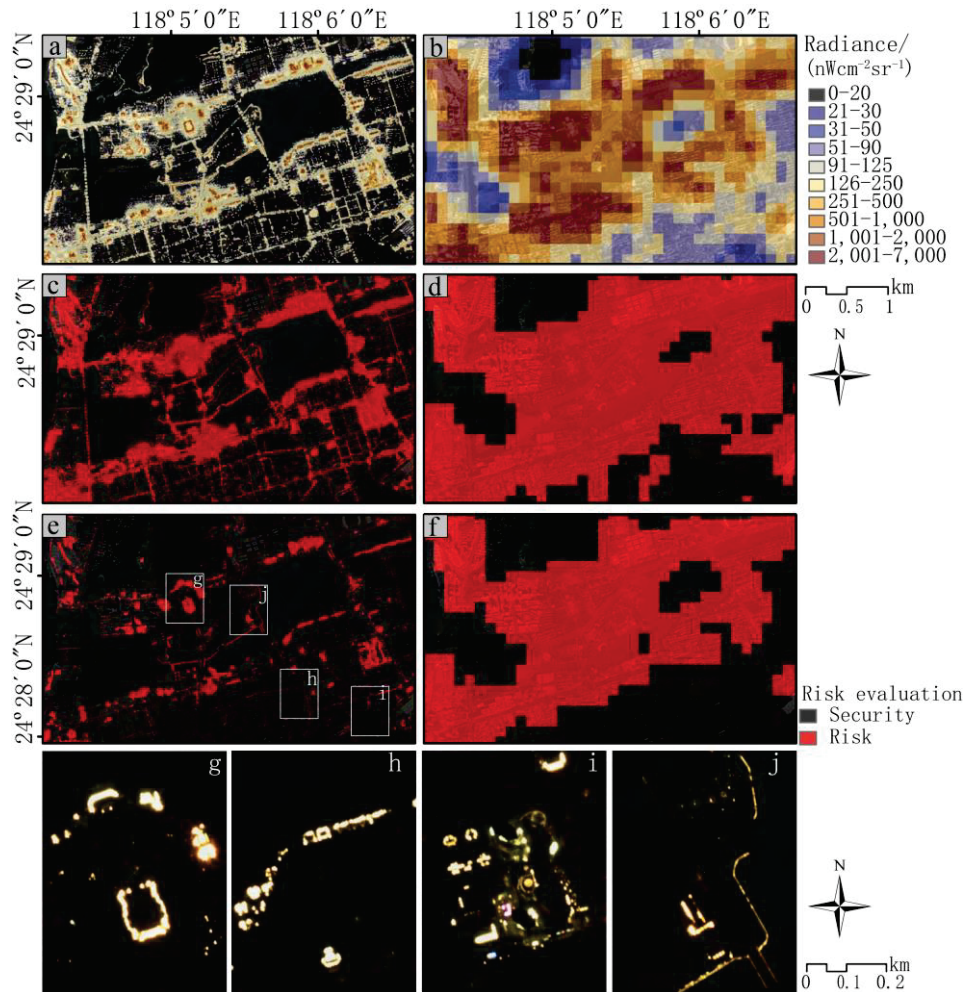 118°5′0″E 118°6′0″E 118°5′0″E 118°6′0″E
24°29′0″N
a
b
Radiance/
(nWcm⁻²sr⁻¹)
0-20
21-30
31-50
51-90
91-125
126-250
251-500
501-1,000
1,001-2,000
2,001-7,000
km
0 0.5 1
N
24°29′0″N
c
d
24°29′0″N
24°28′0″N
e
g
j
h
i
f
Risk evaluation
Security
Risk
g
h
i
j
N
km
0 0.1 0.2